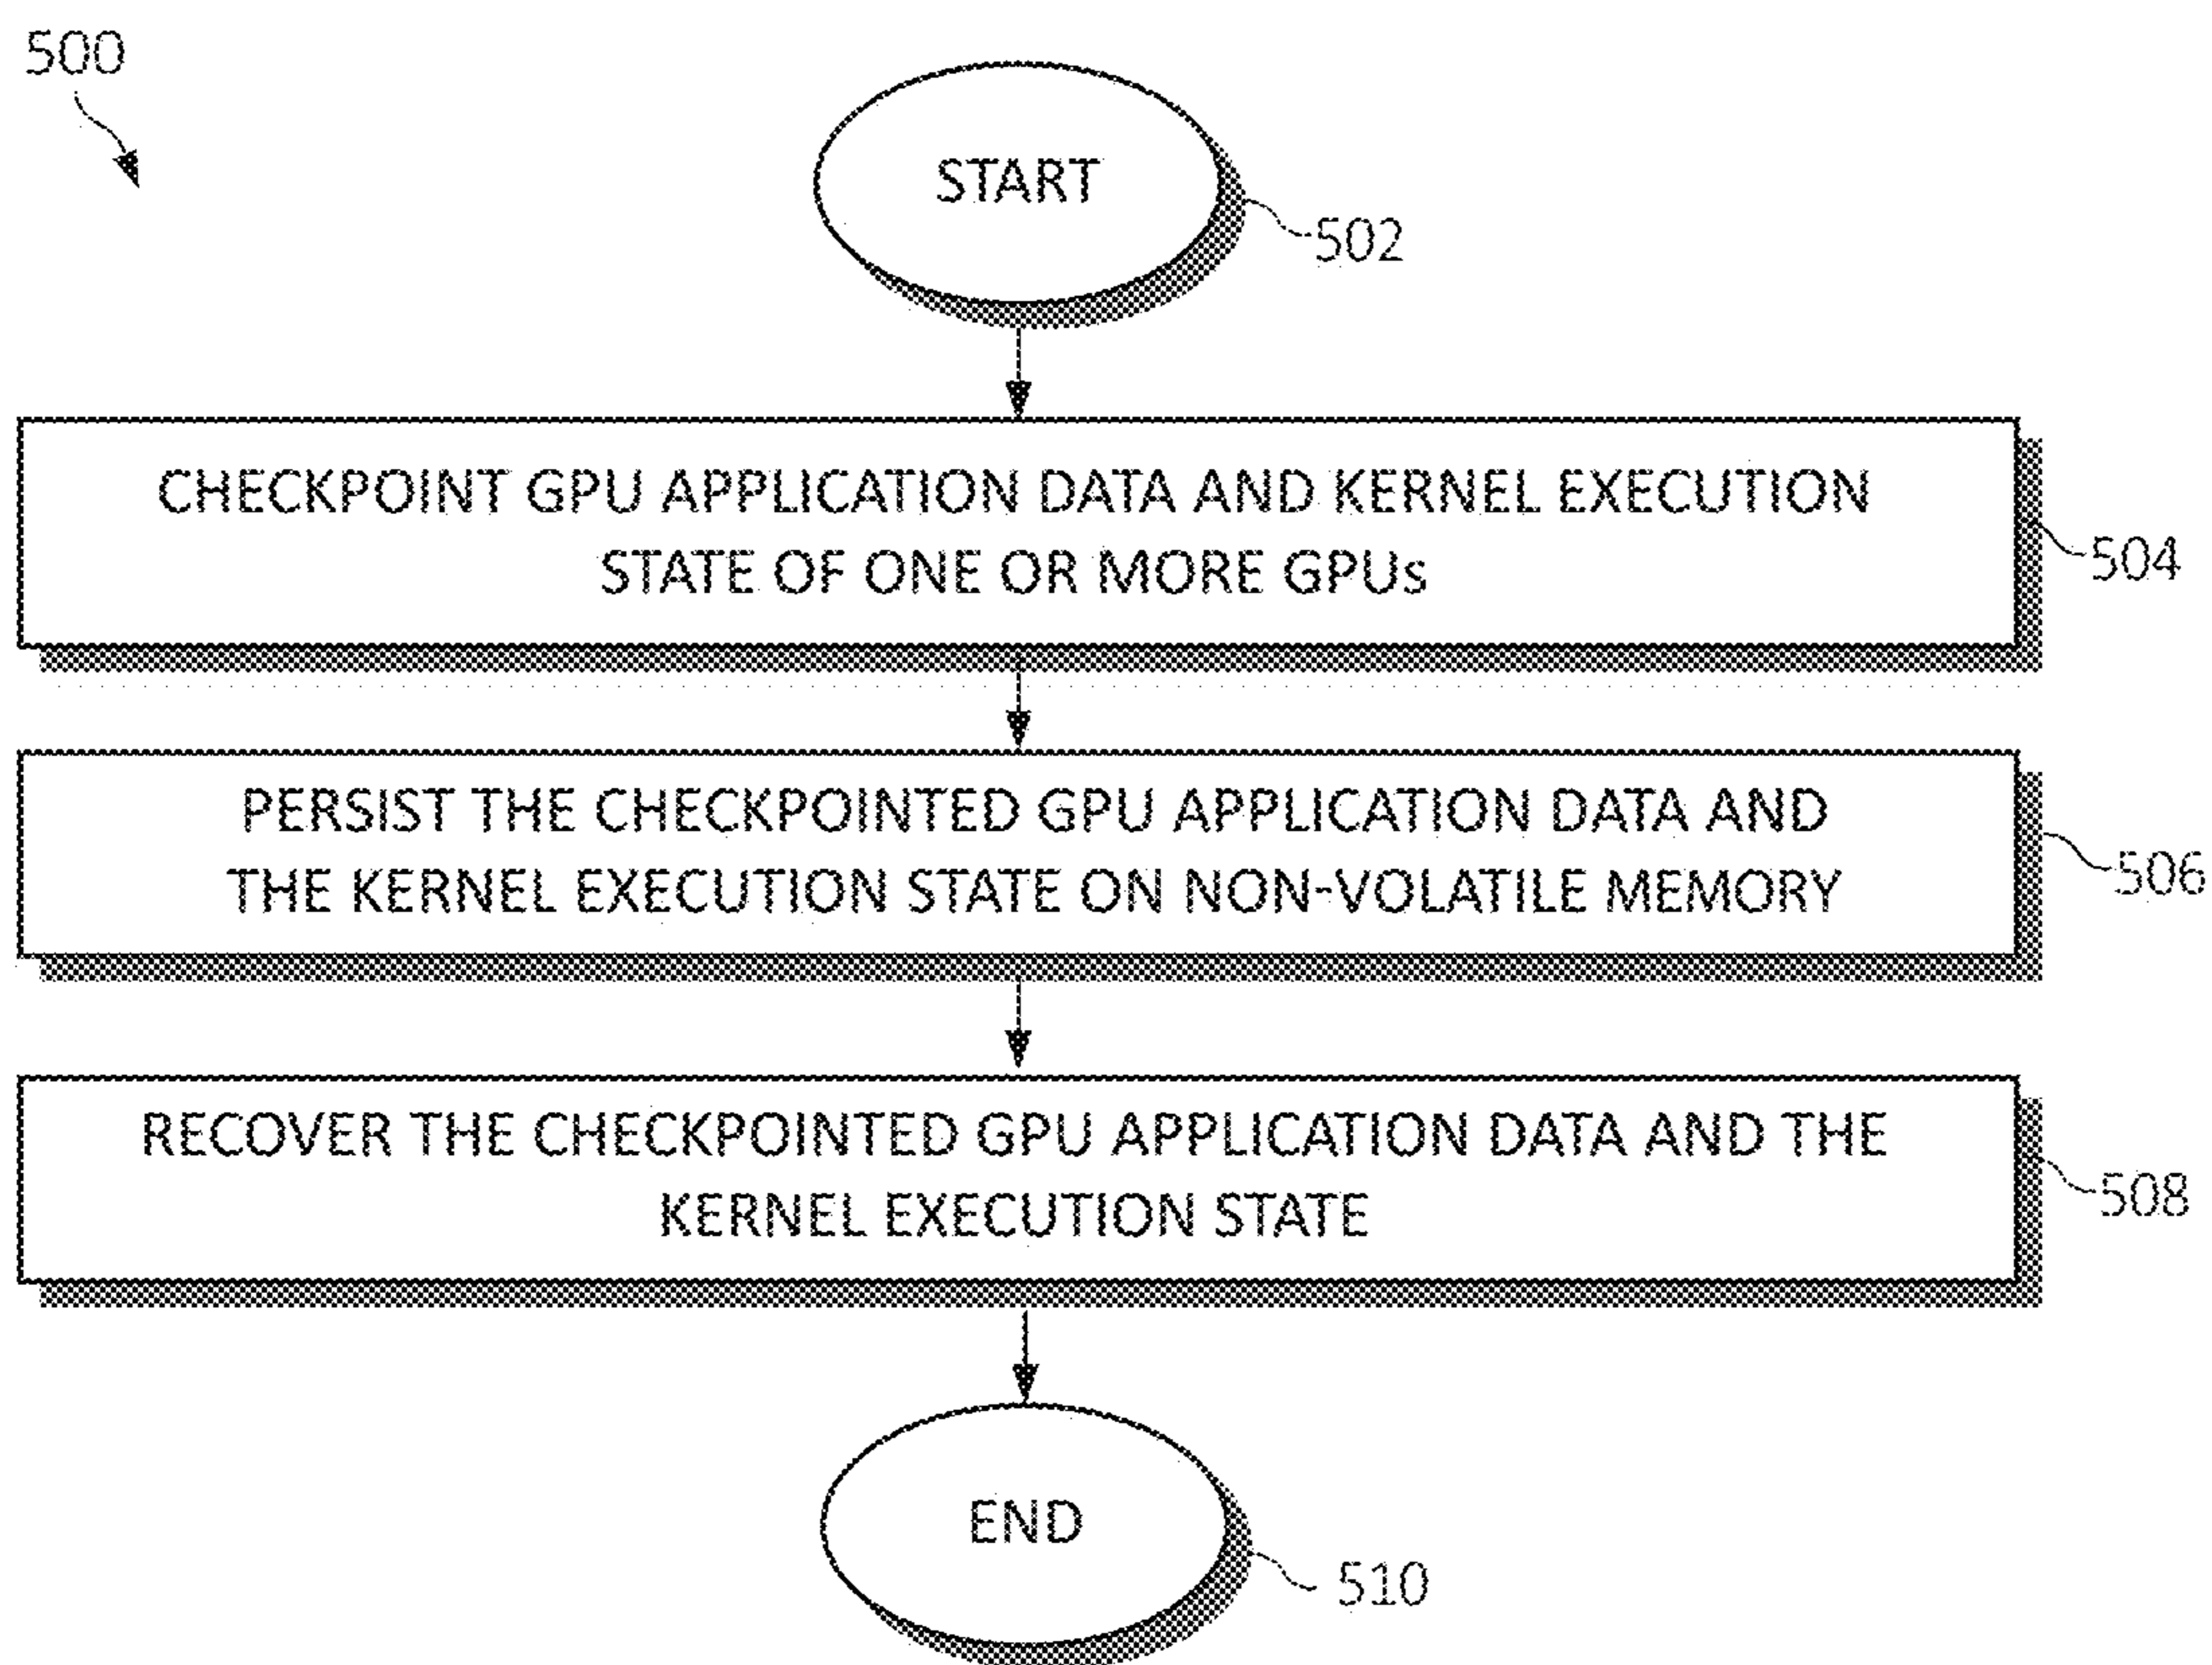 500
START
502
CHECKPOINT GPU APPLICATION DATA AND KERNEL EXECUTION
STATE OF ONE OR MORE GPUs
504
PERSIST THE CHECKPOINTED GPU APPLICATION DATA AND
THE KERNEL EXECUTION STATE ON NON-VOLATILE MEMORY
506
RECOVER THE CHECKPOINTED GPU APPLICATION DATA AND THE
KERNEL EXECUTION STATE
508
END
510